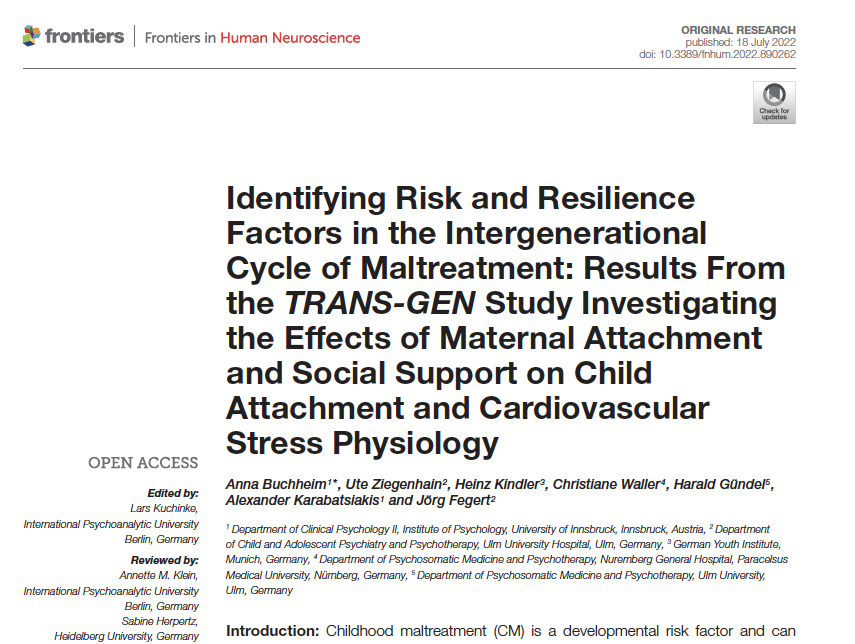 frontiers | Frontiers in Human Neuroscience
ORIGINAL RESEARCH
published: 18 July 2022
doi: 10.3389/fnhum.2022.890262
Check for
updates
Identifying Risk and Resilience
Factors in the Intergenerational
Cycle of Maltreatment: Results From
the TRANS-GEN Study Investigating
the Effects of Maternal Attachment
and Social Support on Child
Attachment and Cardiovascular
Stress Physiology
Anna Buchheim¹*, Ute Ziegenhain², Heinz Kindler³, Christiane Waller⁴, Harald Gündel⁵,
Alexander Karabatsiakis¹ and Jörg Fegert²
¹ Department of Clinical Psychology II, Institute of Psychology, University of Innsbruck, Innsbruck, Austria, ² Department
of Child and Adolescent Psychiatry and Psychotherapy, Ulm University Hospital, Ulm, Germany, ³ German Youth Institute,
Munich, Germany, ⁴ Department of Psychosomatic Medicine and Psychotherapy, Nuremberg General Hospital, Paracelsus
Medical University, Nürnberg, Germany, ⁵ Department of Psychosomatic Medicine and Psychotherapy, Ulm University,
Ulm, Germany
OPEN ACCESS
Edited by:
Lars Kuchinke,
International Psychoanalytic University
Berlin, Germany
Reviewed by:
Annette M. Klein,
International Psychoanalytic University
Berlin, Germany
Sabine Herpertz,
Heidelberg University, Germany
Introduction: Childhood maltreatment (CM) is a developmental risk factor and can